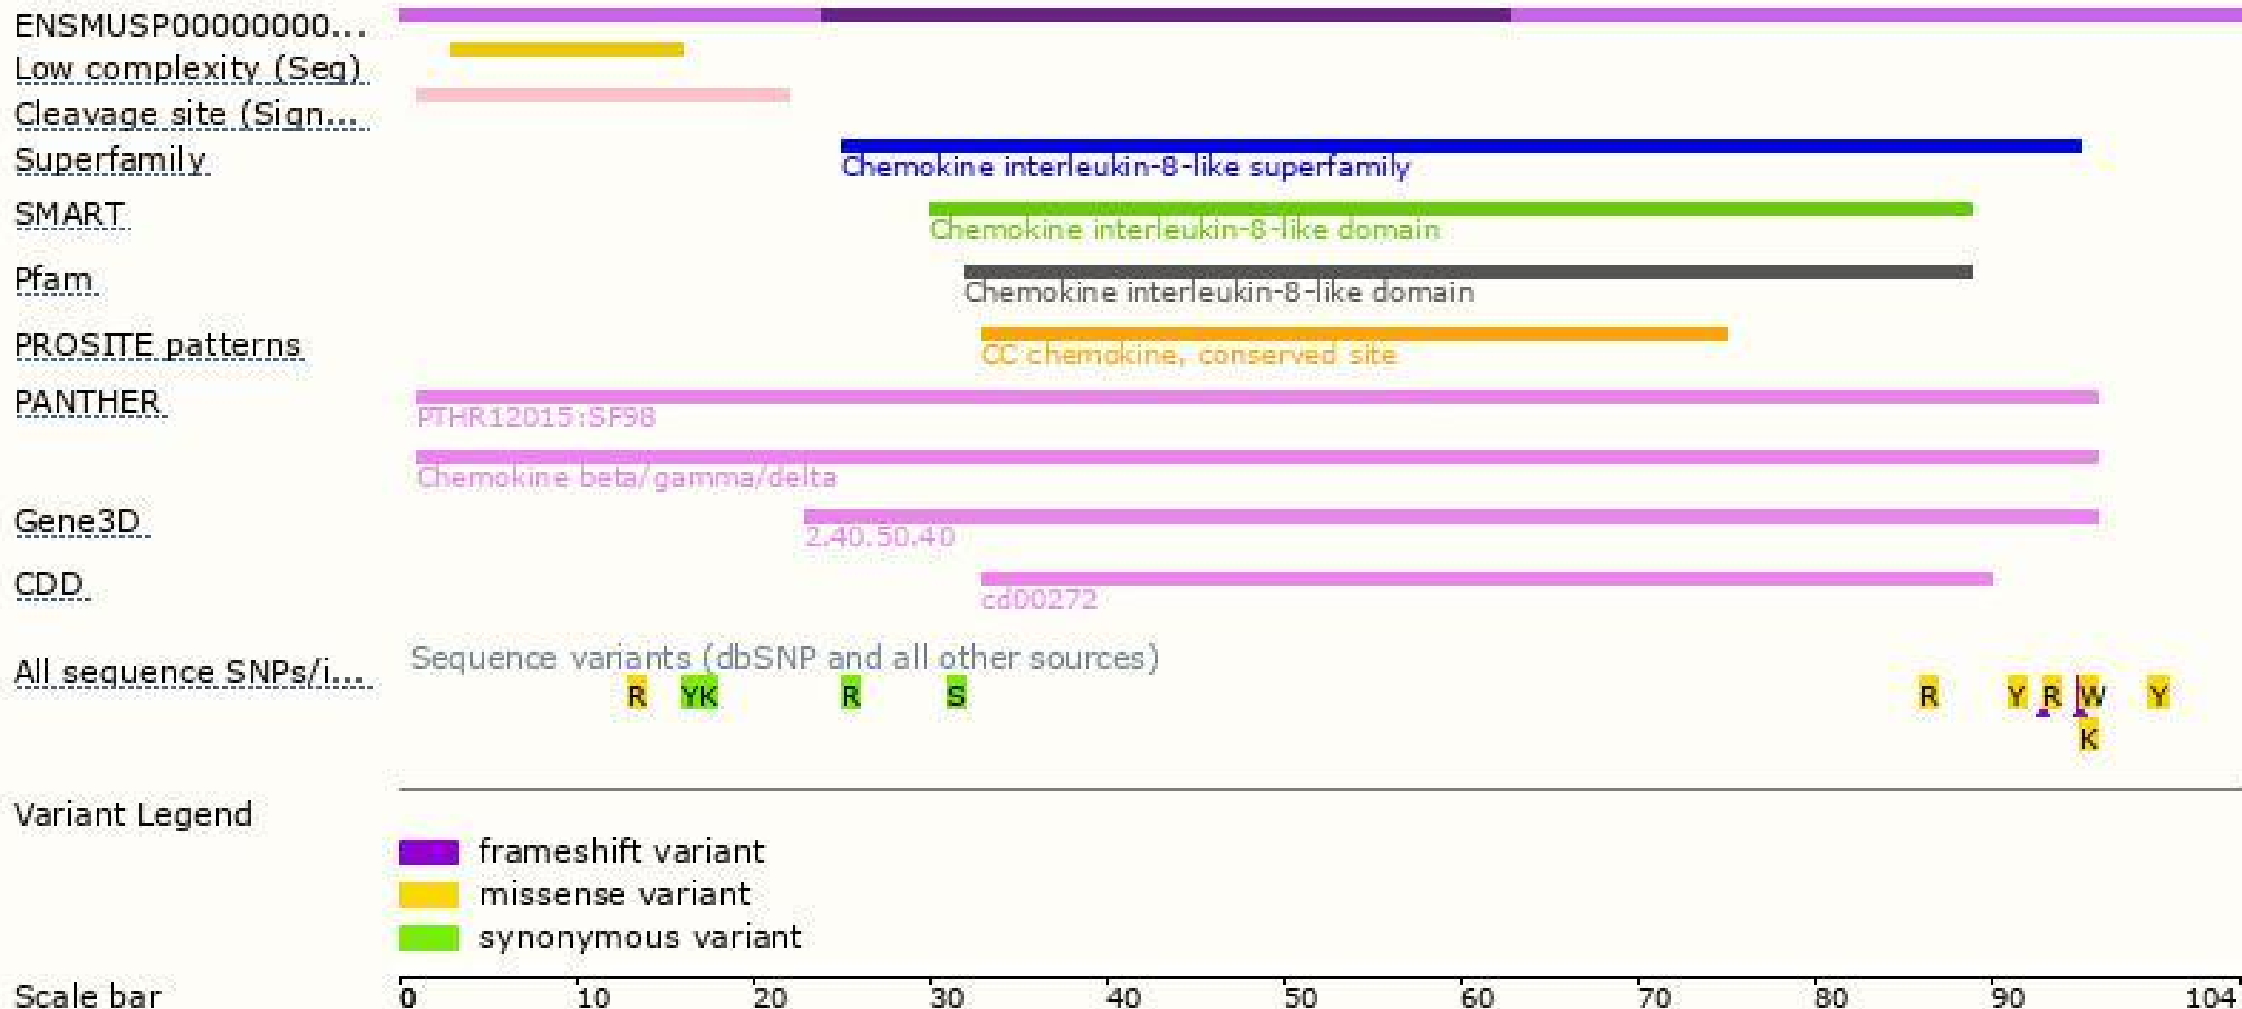 ENSMUSP00000000...
Low complexity (Seg)
Cleavage site (Sign...
Superfamily
Chemokine interleukin-8-like superfamily
SMART
Chemokine interleukin-8-like domain
Pfam
Chemokine interleukin-8-like domain
PROSITE patterns
CC chemokine, conserved site
PANTHER
PTHR12015:SF98
Chemokine beta/gamma/delta
Gene3D
2.40.50.40
CDD
cd00272
Sequence variants (dbSNP and all other sources)
All sequence SNPs/i...
R YK R S R Y R W Y
K
Variant Legend
frameshift variant
missense variant
synonymous variant
Scale bar 0 10 20 30 40 50 60 70 80 90 104